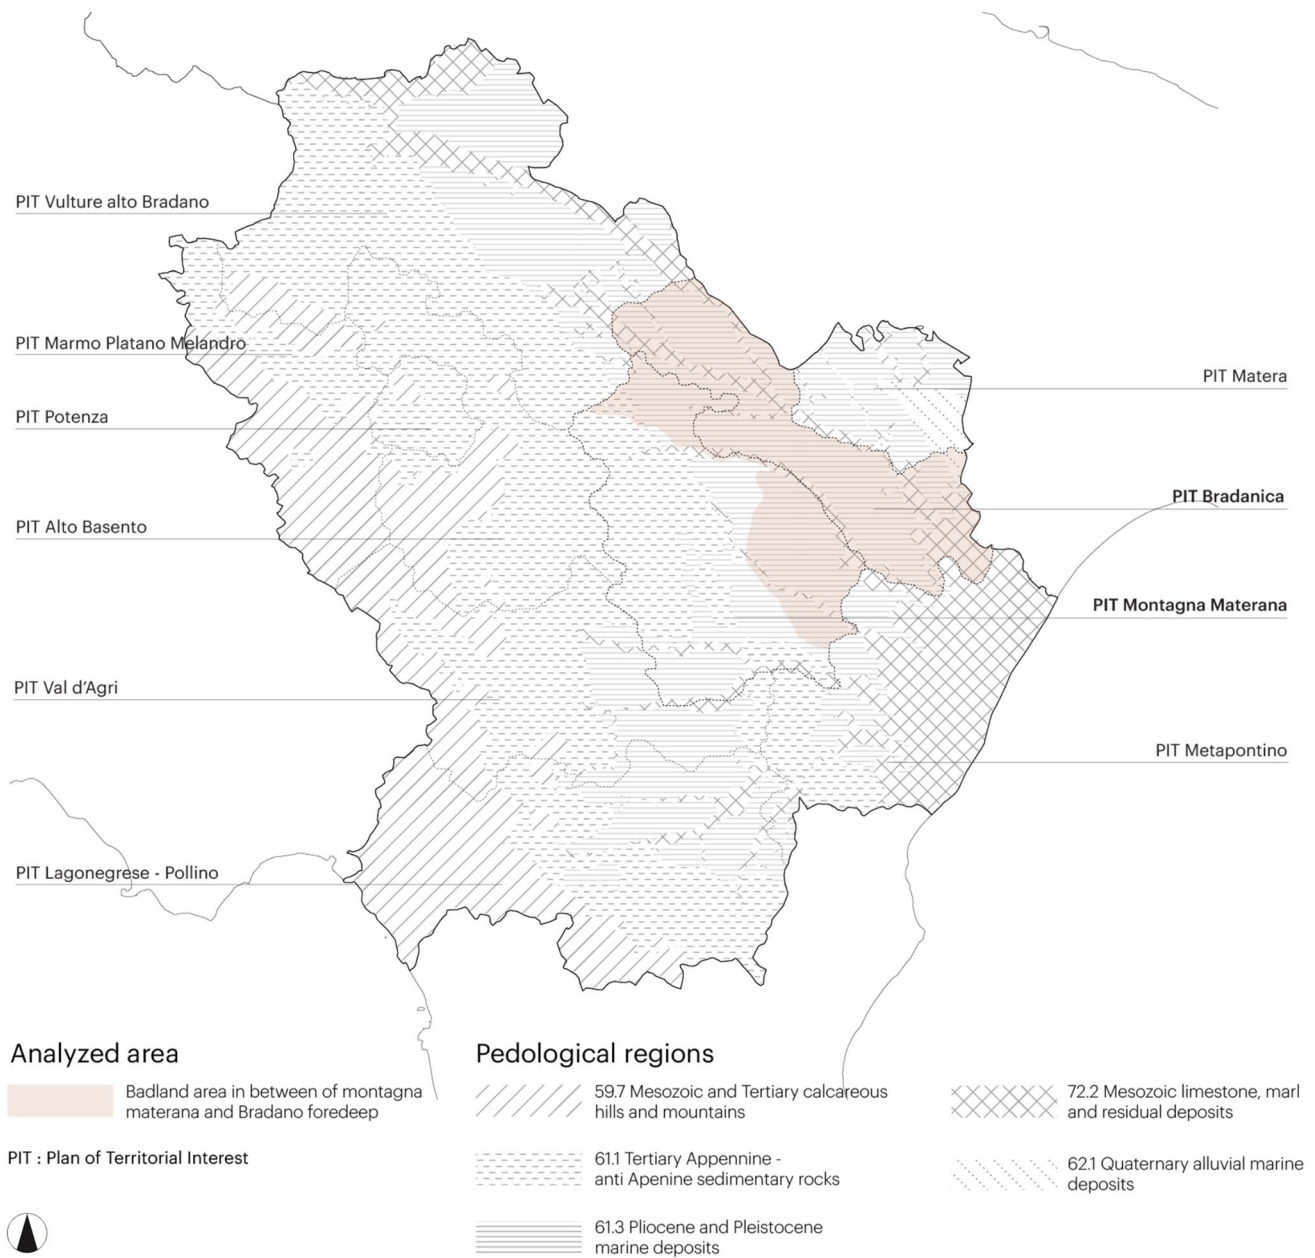 PIT Vulture alto Bradano
PIT Marmo Platano Melandro
PIT Potenza
PIT Alto Basento
PIT Val d'Agri
PIT Lagonegrese - Pollino
PIT Matera
PIT Bradanica
PIT Montagna Materana
PIT Metapontino
Analyzed area
Badland area in between of montagna
materana and Bradano foredeep
PIT : Plan of Territorial Interest
Pedological regions
59.7 Mesozoic and Tertiary calcareous
hills and mountains
61.1 Tertiary Appennine -
anti Apenine sedimentary rocks
61.3 Pliocene and Pleistocene
marine deposits
72.2 Mesozoic limestone, marl
and residual deposits
62.1 Quaternary alluvial marine
deposits